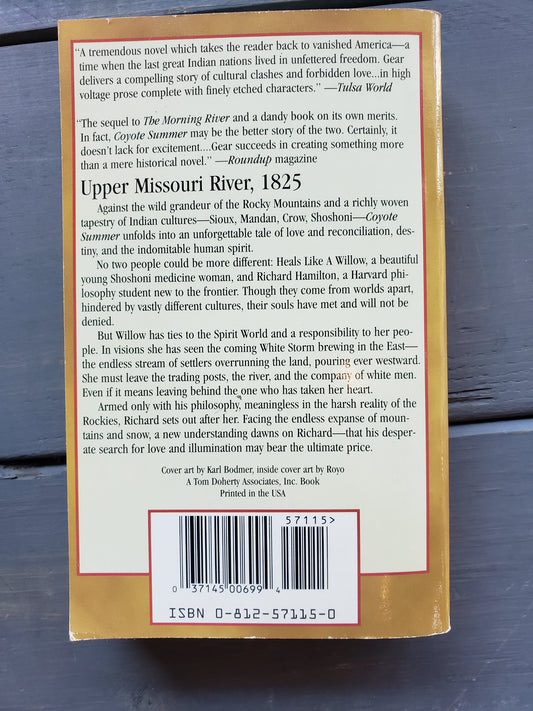 "A tremendous novel which takes the reader back to vanished America—a
time when the last great Indian nations lived in unfettered freedom. Gear
delivers a compelling story of cultural clashes and forbidden love...in high
voltage prose complete with finely etched characters." —Tulsa World
"The sequel to The Morning River and a dandy book on its own merits.
In fact, Coyote Summer may be the better story of the two. Certainly, it
doesn't lack for excitement....Gear succeeds in creating something more
than a mere historical novel." —Roundup magazine
Upper Missouri River, 1825
Against the wild grandeur of the Rocky Mountains and a richly woven
tapestry of Indian cultures—Sioux, Mandan, Crow, Shoshoni—Coyote
Summer unfolds into an unforgettable tale of love and reconciliation, des-
tiny, and the indomitable human spirit.
No two people could be more different: Heals Like A Willow, a beautiful
young Shoshoni medicine woman, and Richard Hamilton, a Harvard phi-
losophy student new to the frontier. Though they come from worlds apart,
hindered by vastly different cultures, their souls have met and will not be
denied.
But Willow has ties to the Spirit World and a responsibility to her peo-
ple. In visions she has seen the coming White Storm brewing in the East—
the endless stream of settlers overrunning the land, pouring ever westward.
She must leave the trading posts, the river, and the company of white men.
Even if it means leaving behind the one who has taken her heart.
Armed only with his philosophy, meaningless in the harsh reality of the
Rockies, Richard sets out after her. Facing the endless expanse of moun-
tains and snow, a new understanding dawns on Richard—that his desper-
ate search for love and illumination may bear the ultimate price.
Cover art by Karl Bodmer, inside cover art by Royo
A Tom Doherty Associates, Inc. Book
Printed in the USA
57115>
0 37145 00699 4
ISBN 0-812-57115-0